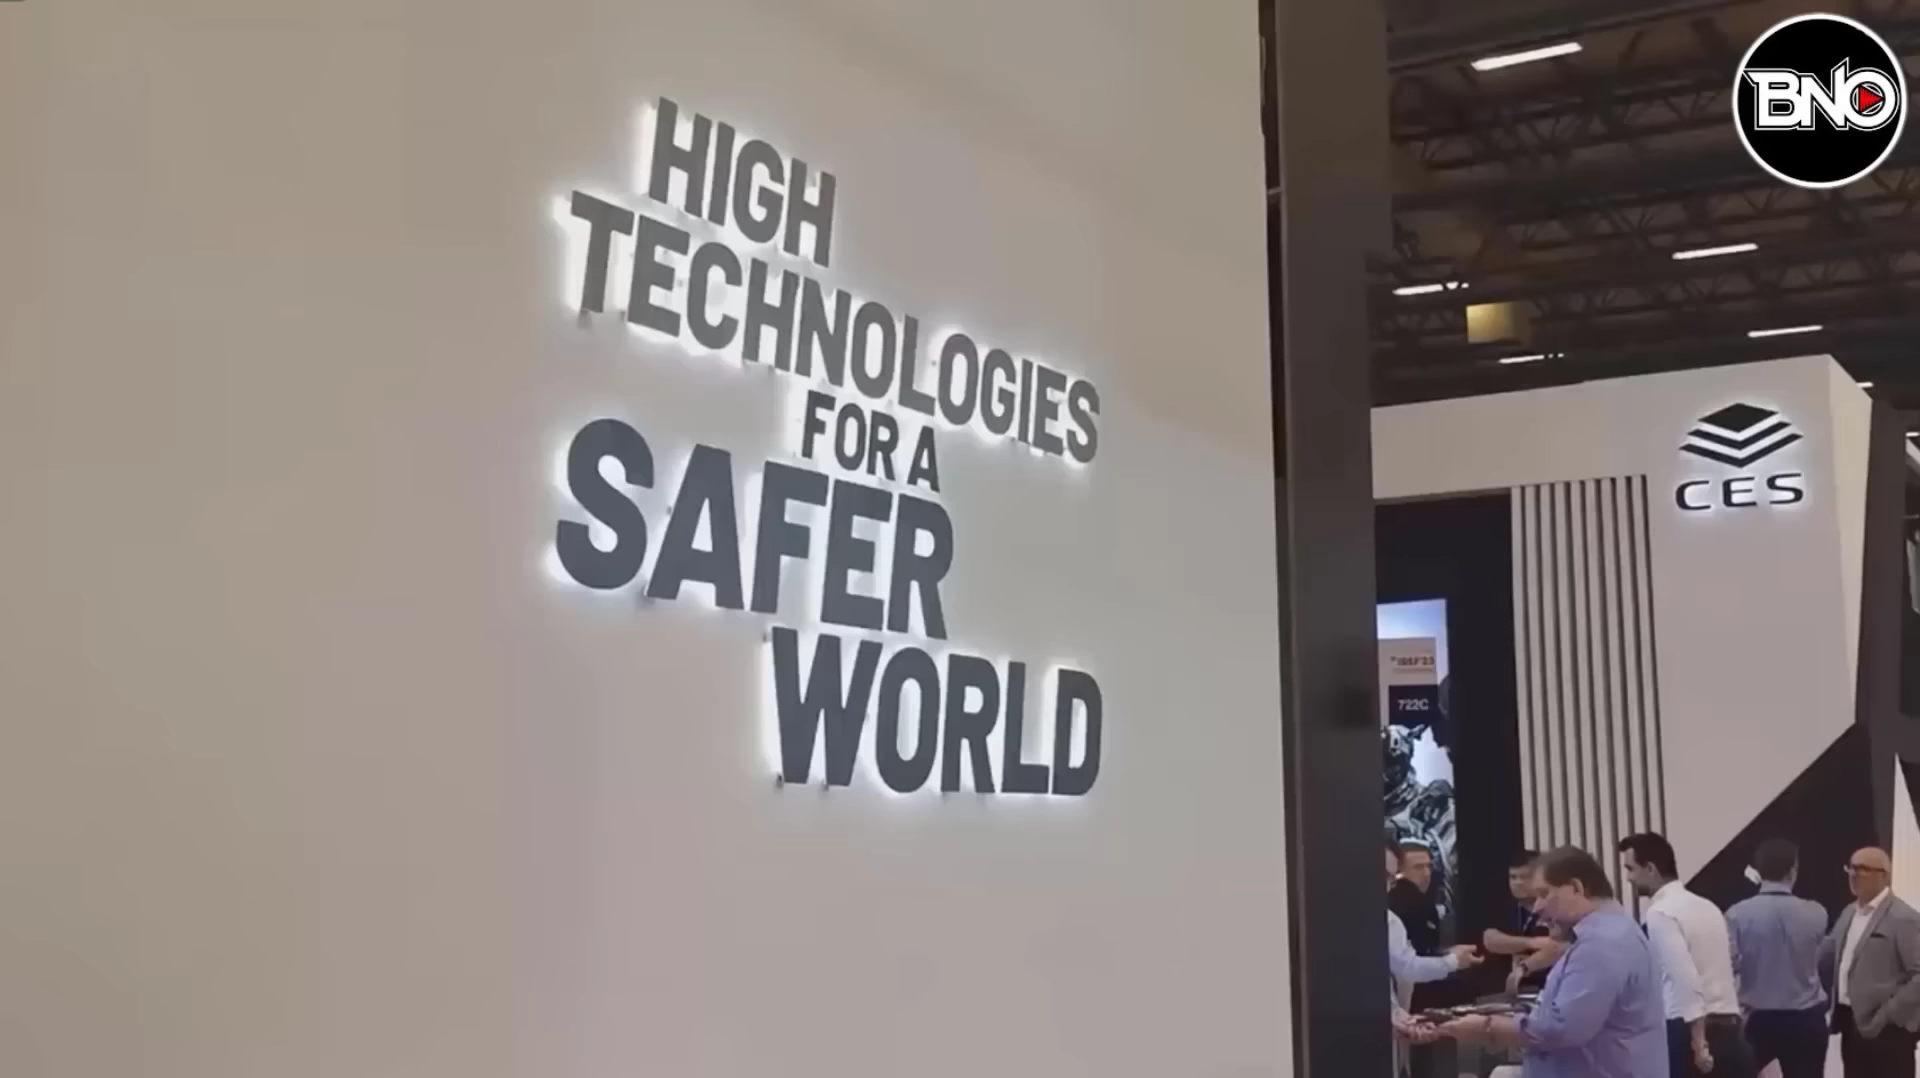 HIGH
TECHNOLOGIES
FOR A
SAFER
WORLD
BNO
CES
722C